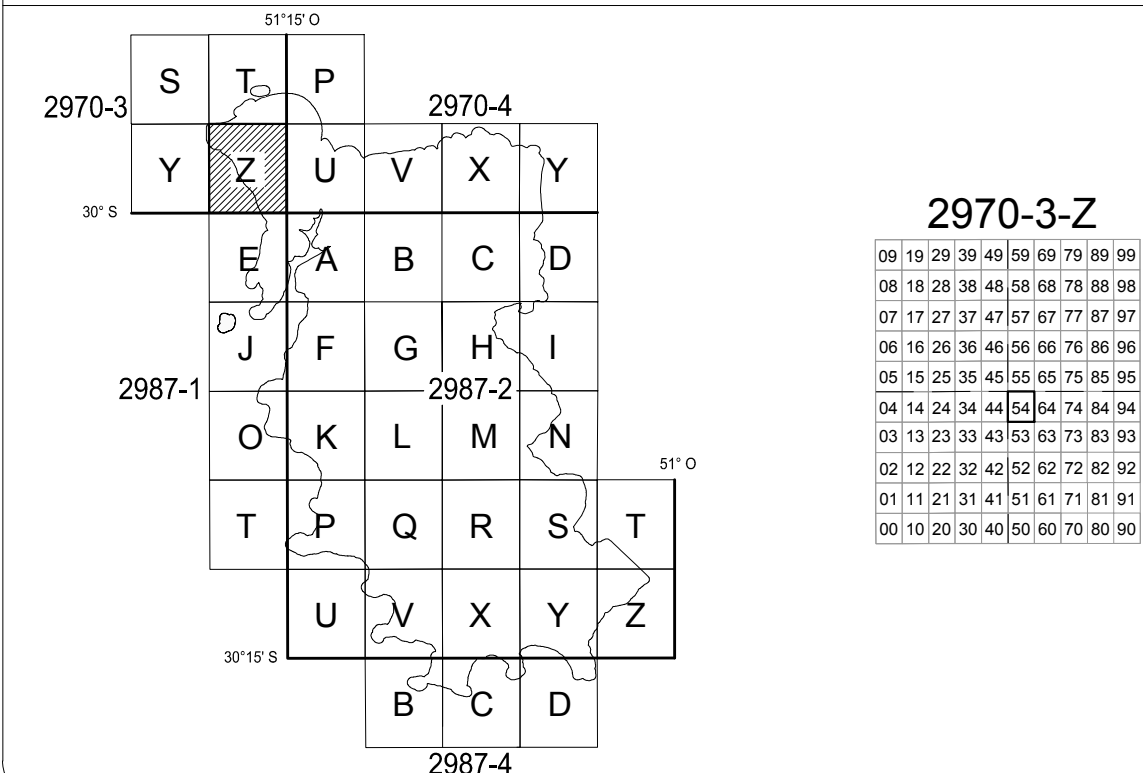 51°15' O
S T P
2970-3 2970-4
Y Z U V X Y
30° S
E A B C D
J F G H I
2987-1 2987-2
O K L M N
51° O
T P Q R S T
U V X Y Z
30°15' S
B C D
2987-4
2970-3-Z
09 19 29 39 49 59 69 79 89 99
08 18 28 38 48 58 68 78 88 98
07 17 27 37 47 57 67 77 87 97
06 16 26 36 46 56 66 76 86 96
05 15 25 35 45 55 65 75 85 95
04 14 24 34 44 54 64 74 84 94
03 13 23 33 43 53 63 73 83 93
02 12 22 32 42 52 62 72 82 92
01 11 21 31 41 51 61 71 81 91
00 10 20 30 40 50 60 70 80 90